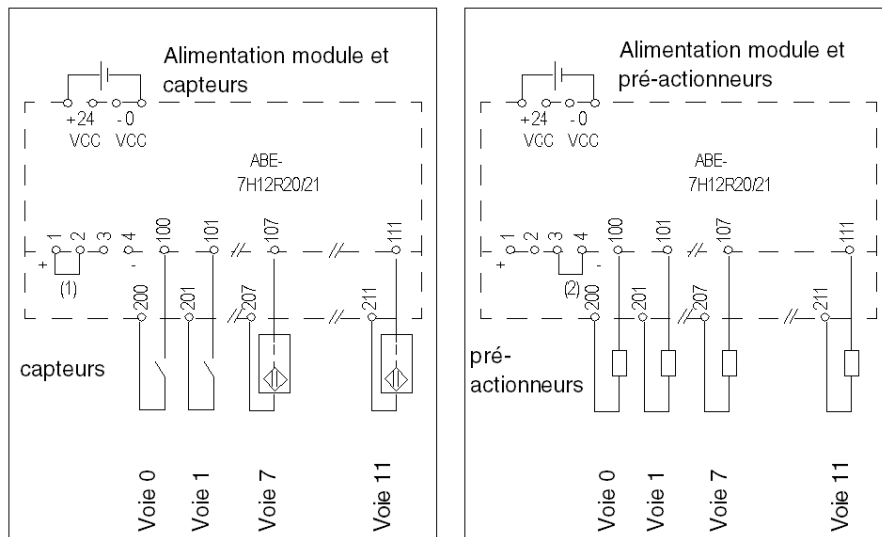 Alimentation module et
capteurs
+24 -0
VCC VCC
ABE-
7H12R20/21
1 2 3 4 100 101 107 111
+ -
(1)
200 201 207 211
capteurs
Voie 0 Voie 1 Voie 7 Voie 11
Alimentation module et
pré-actionneurs
+24 -0
VCC VCC
ABE-
7H12R20/21
1 2 3 4 100 101 107 111
+ -
(2)
200 201 207 211
pré-
actionneurs
Voie 0 Voie 1 Voie 7 Voie 11